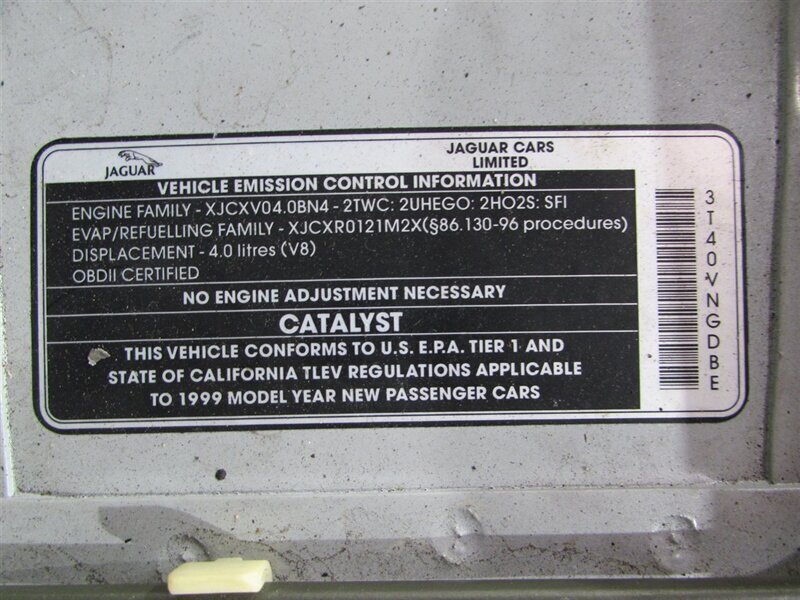 JAGUAR
JAGUAR CARS
LIMITED
VEHICLE EMISSION CONTROL INFORMATION
ENGINE FAMILY - XJCXV04.0BN4 - 2TWC: 2UHEGO: 2HO2S: SFI
EVAP/REFUELLING FAMILY - XJCXR0121M2X(§86.130-96 procedures)
DISPLACEMENT - 4.0 litres (V8)
OBDII CERTIFIED
NO ENGINE ADJUSTMENT NECESSARY
CATALYST
THIS VEHICLE CONFORMS TO U.S. E.P.A. TIER 1 AND
STATE OF CALIFORNIA TLEV REGULATIONS APPLICABLE
TO 1999 MODEL YEAR NEW PASSENGER CARS
3T40VNGDBE